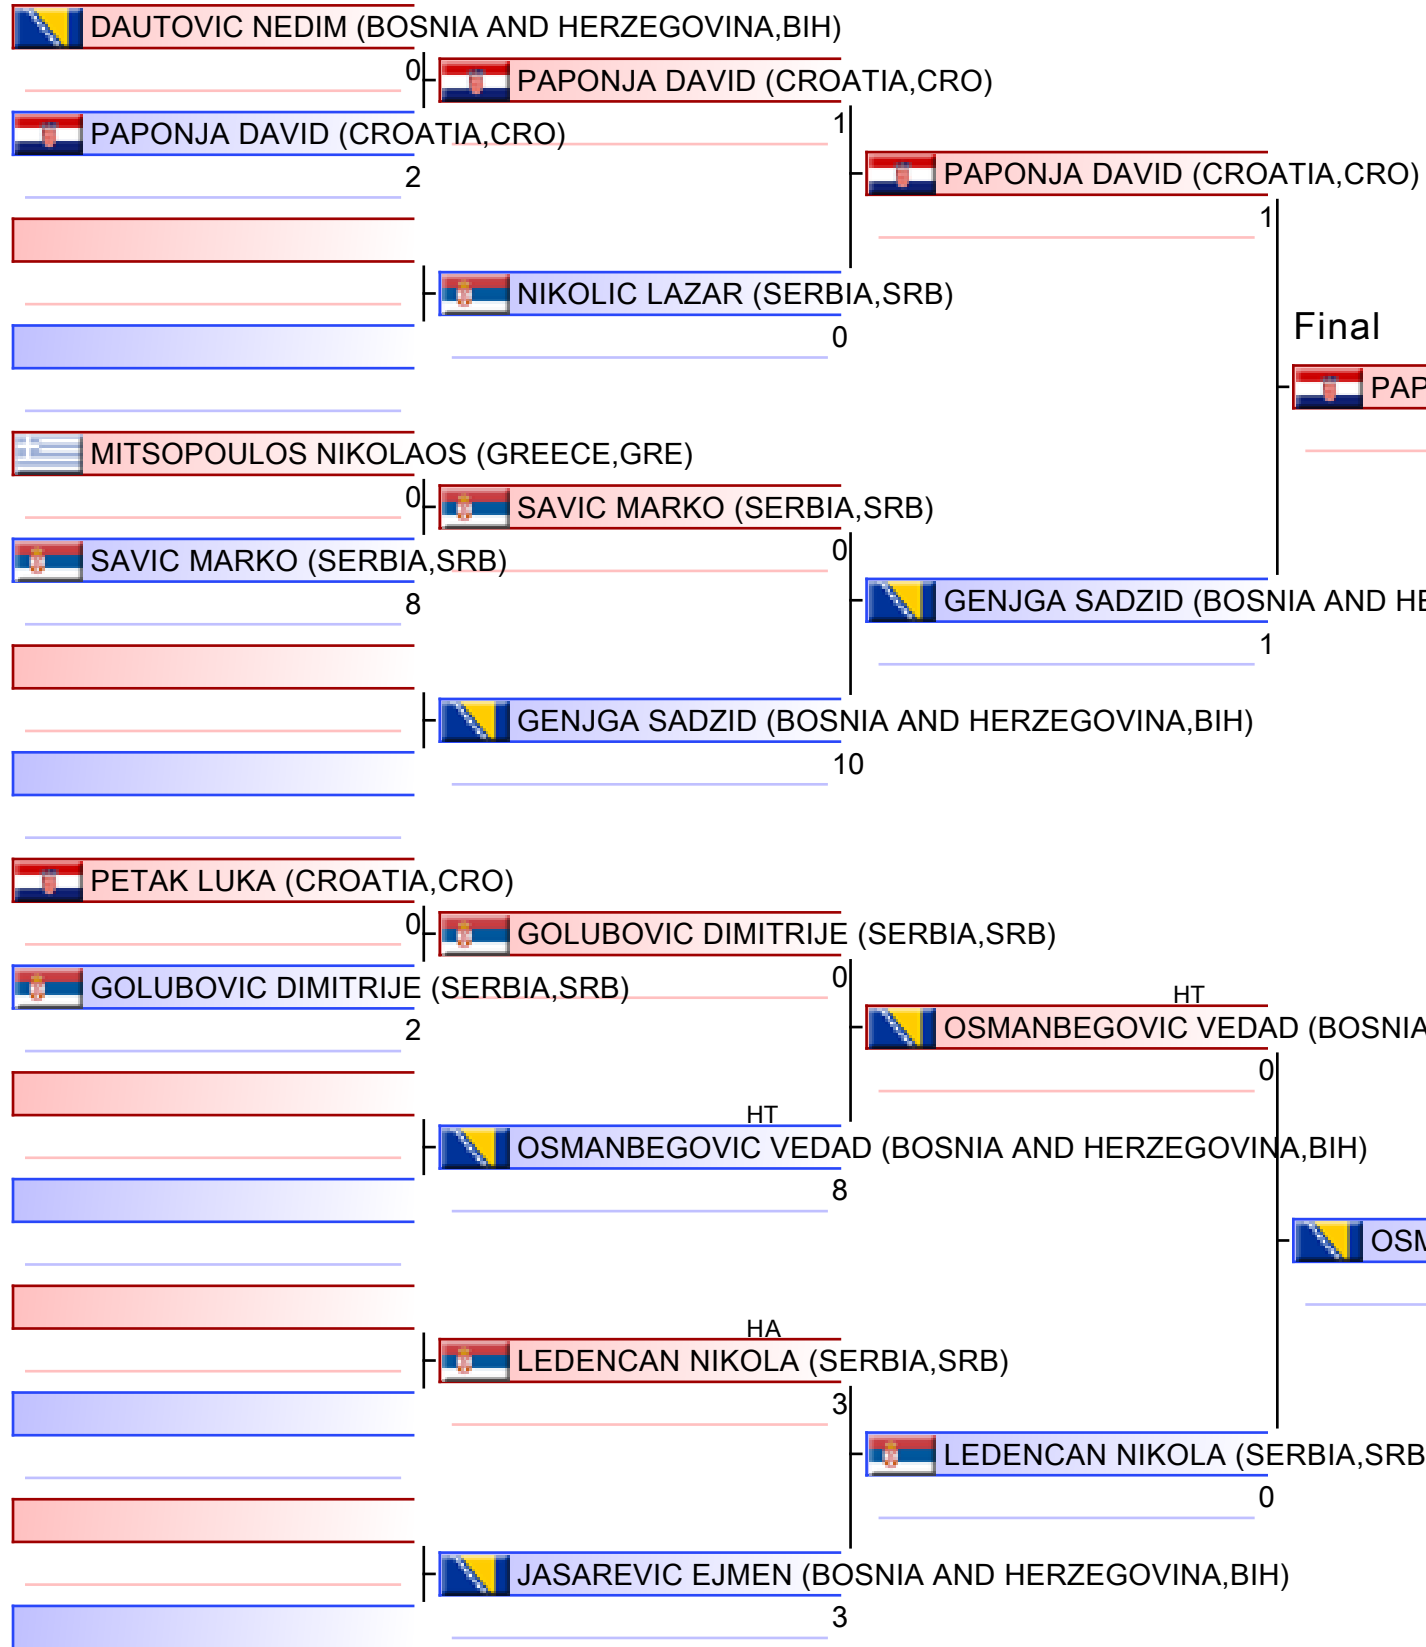 DAUTOVIC NEDIM (BOSNIA AND HERZEGOVINA,BIH)
0
PAPONJA DAVID (CROATIA,CRO)
PAPONJA DAVID (CROATIA,CRO)
1
2
PAPONJA DAVID (CROATIA,CRO)
1
NIKOLIC LAZAR (SERBIA,SRB)
0
Final
PAP
MITSOPOULOS NIKOLAOS (GREECE,GRE)
0
SAVIC MARKO (SERBIA,SRB)
SAVIC MARKO (SERBIA,SRB)
0
8
GENJGA SADZID (BOSNIA AND HE
1
GENJGA SADZID (BOSNIA AND HERZEGOVINA,BIH)
10
PETAK LUKA (CROATIA,CRO)
0
GOLUBOVIC DIMITRIJE (SERBIA,SRB)
GOLUBOVIC DIMITRIJE (SERBIA,SRB)
0
2
HT
OSMANBEGOVIC VEDAD (BOSNIA
0
HT
OSMANBEGOVIC VEDAD (BOSNIA AND HERZEGOVINA,BIH)
8
OSM
HA
LEDENCAN NIKOLA (SERBIA,SRB)
3
LEDENCAN NIKOLA (SERBIA,SRB
0
JASAREVIC EJMEN (BOSNIA AND HERZEGOVINA,BIH)
3